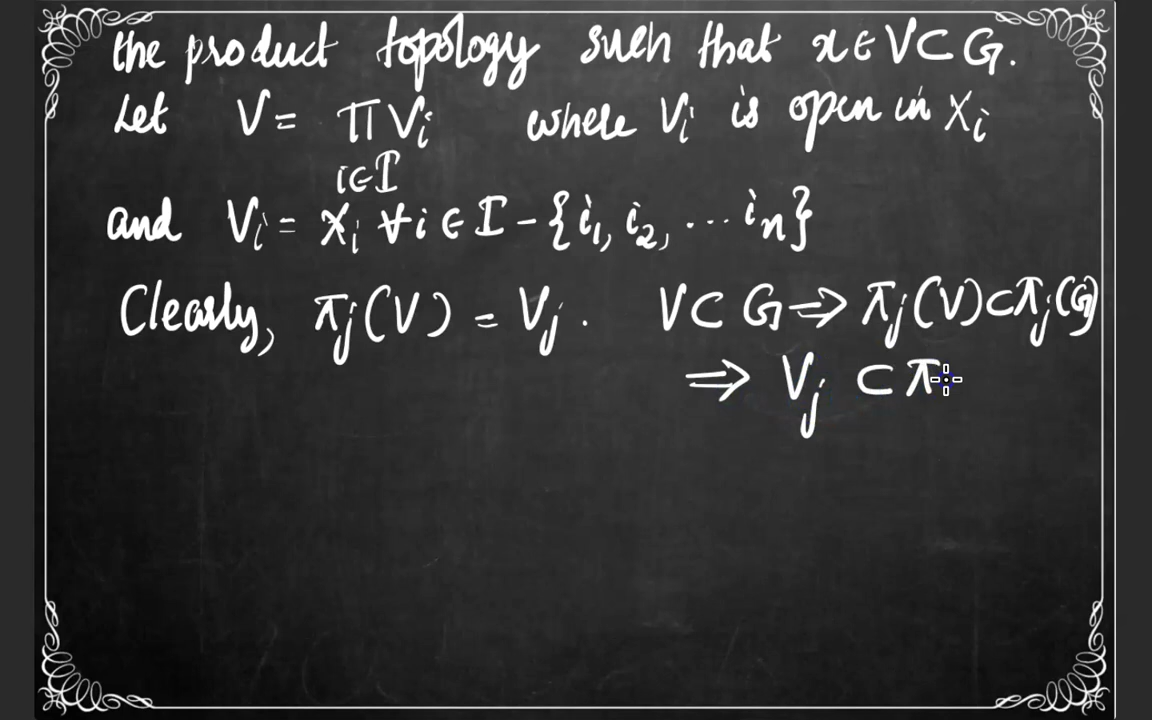 the product topology such that x ∈ V ⊂ G.
Let V = ∏ Vi where Vi is open in Xi
i∈I
and Vi = Xi ∀ i ∈ I - {i1, i2, ... in}
Clearly, πj(V) = Vj. V ⊂ G ⇒ πj(V) ⊂ πj(G)
⇒ Vj ⊂ π